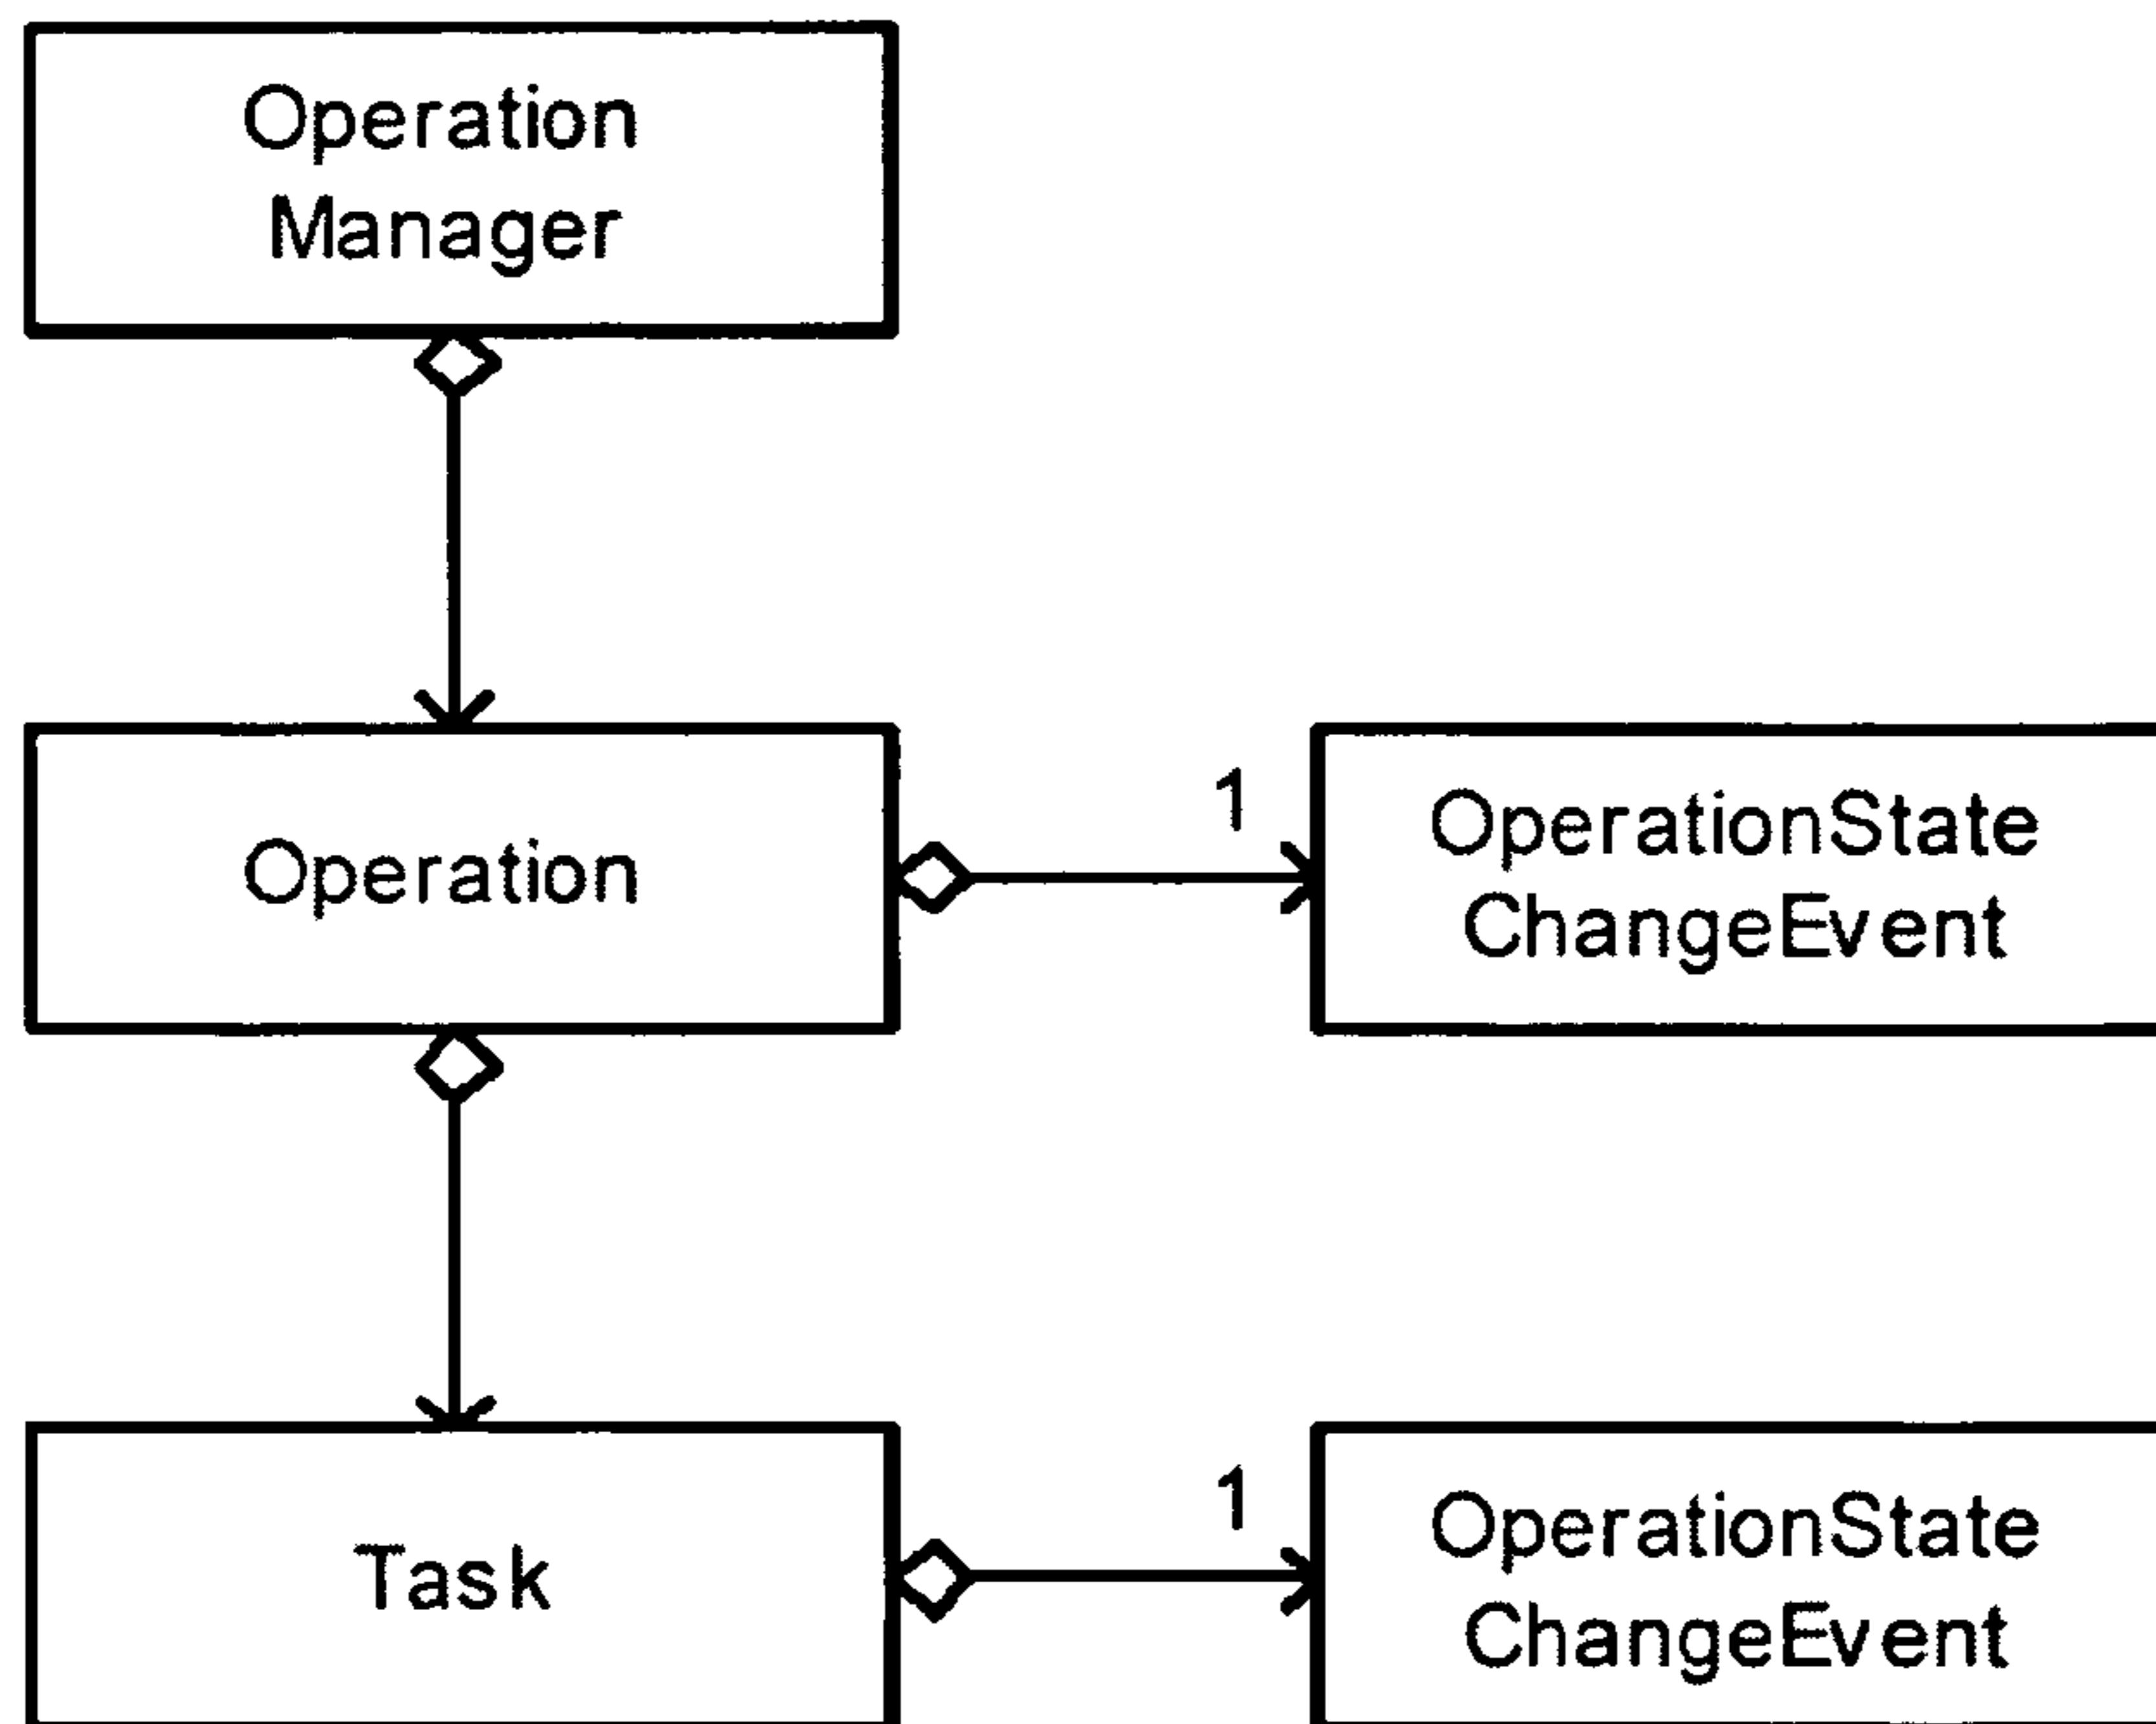 Operation
Manager
Operation
1
OperationState
ChangeEvent
Task
1
OperationState
ChangeEvent